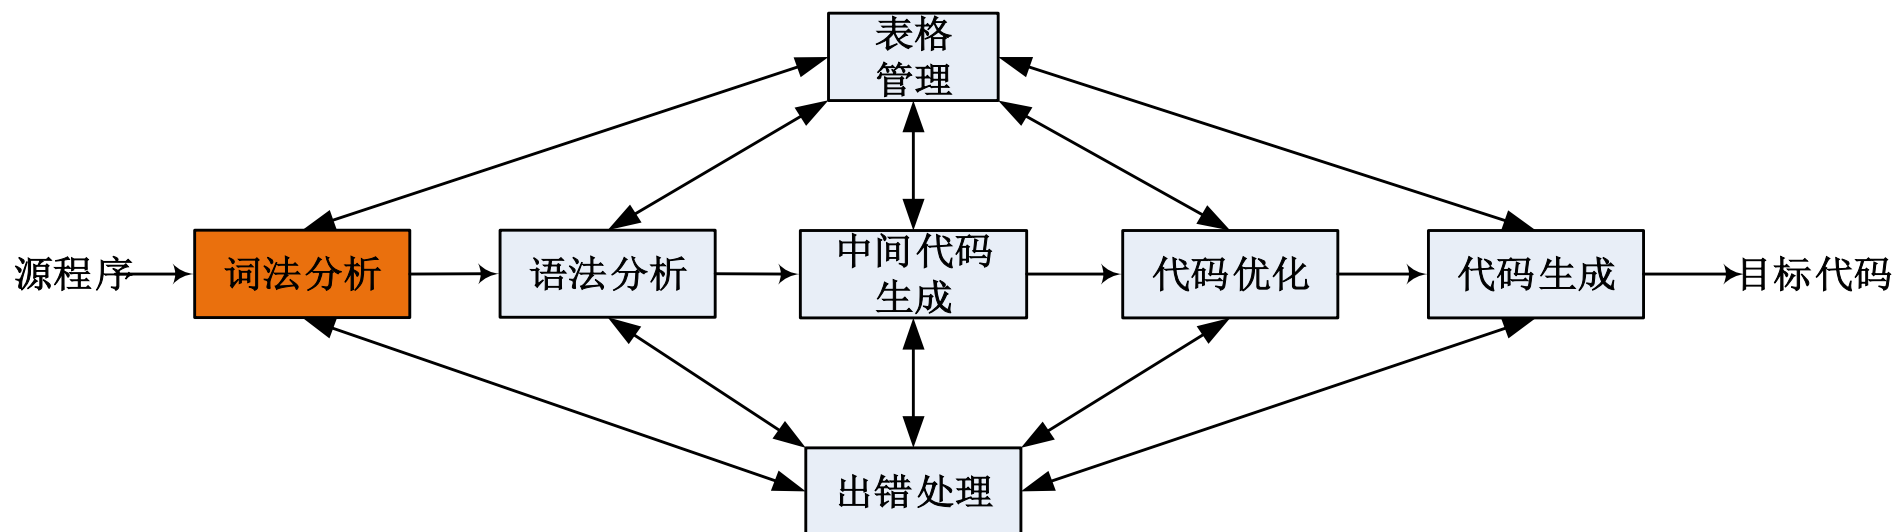 表格
管理
源程序
词法分析
语法分析
中间代码
生成
代码优化
代码生成
目标代码
出错处理